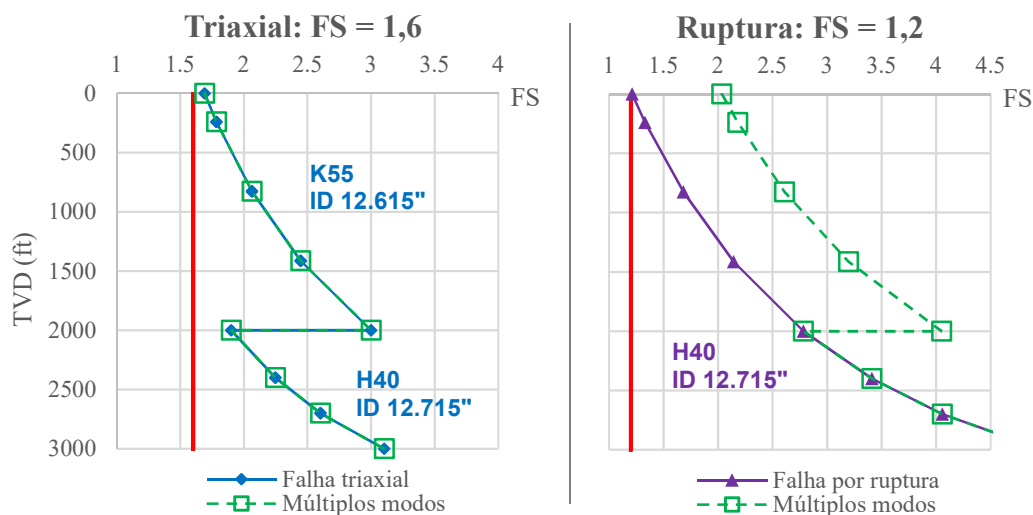 Triaxial: FS = 1,6
1 1.5 2 2.5 3 3.5 4
FS
TVD (ft)
0
500
1000
1500
2000
2500
3000
K55
ID 12.615"
H40
ID 12.715"
Falha triaxial
Múltiplos modos
Ruptura: FS = 1,2
1 1.5 2 2.5 3 3.5 4 4.5
FS
H40
ID 12.715"
Falha por ruptura
Múltiplos modos